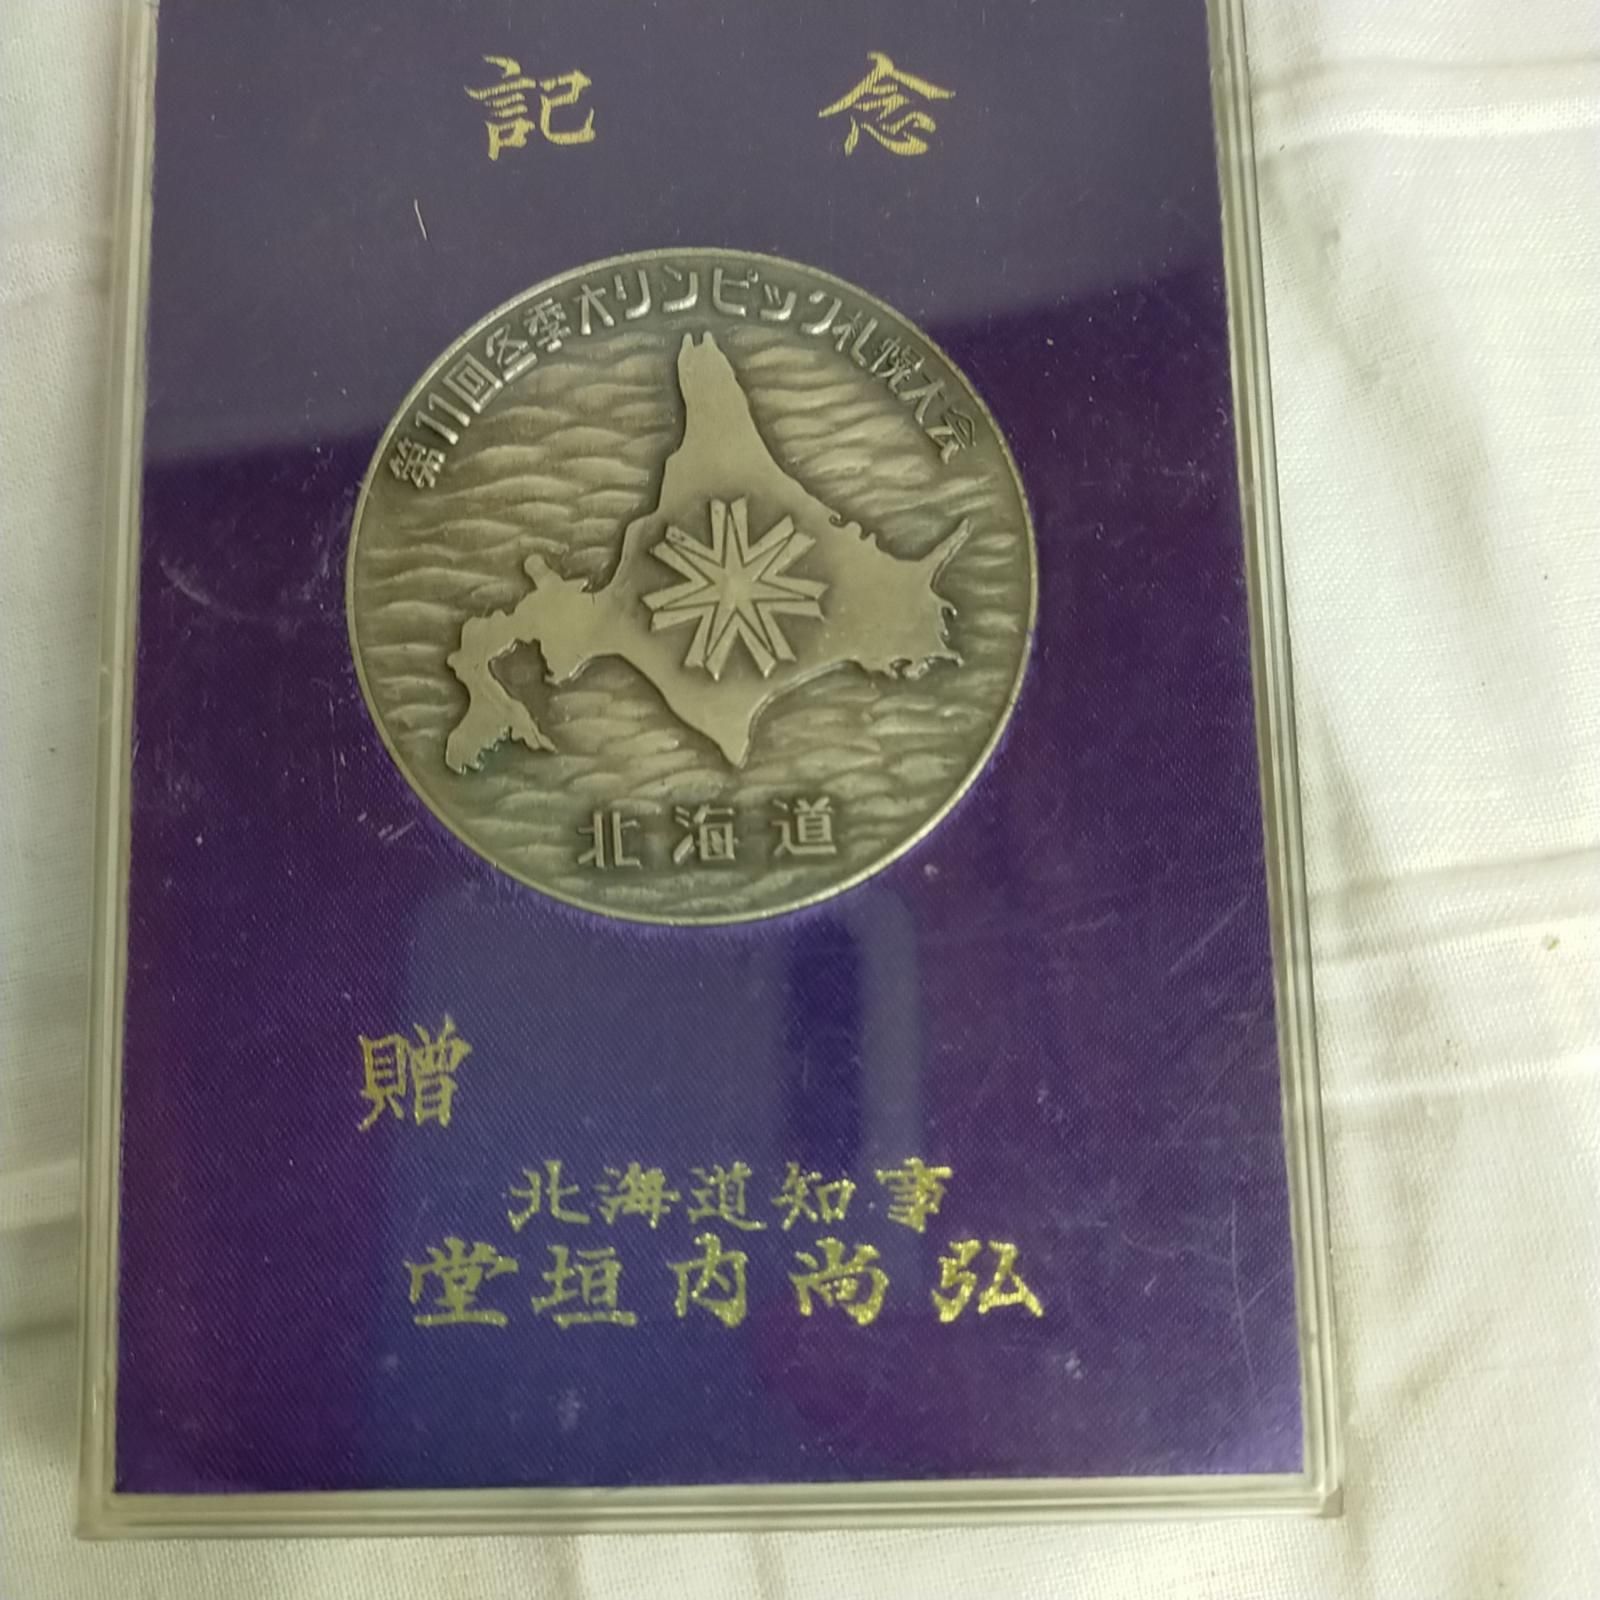 記念
第11回冬季オリンピック札幌大会
北海道
贈
北海道知事
堂垣内尚弘